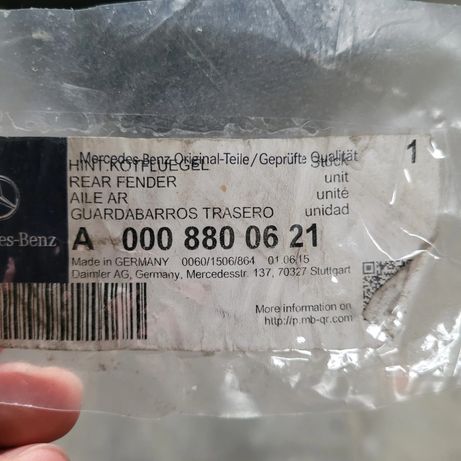 Mercedes-Benz Original-Teile/Geprüfte Qualität 1
HINT.KOTFLUEGEL Stück
REAR FENDER unit
AILE AR unité
GUARDABARROS TRASERO unidad
des-Benz
A 000 880 06 21
Made in GERMANY 0060/1506/864 01 06.15
Daimler AG, Germany, Mercedesstr. 137, 70327 Stuttgart
More information on
http://p.mb-qr.com